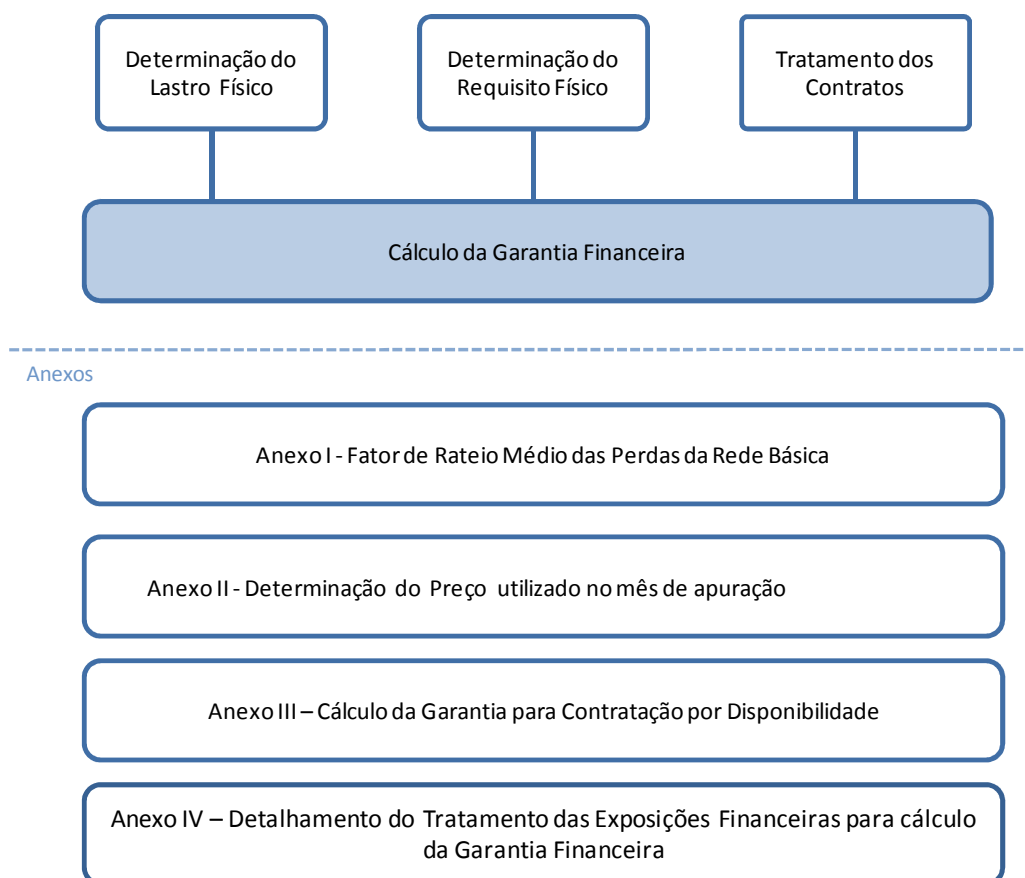 Determinação do
Lastro Físico
Determinação do
Requisito Físico
Tratamento dos
Contratos
Cálculo da Garantia Financeira
Anexos
Anexo I - Fator de Rateio Médio das Perdas da Rede Básica
Anexo II - Determinação do Preço utilizado no mês de apuração
Anexo III – Cálculo da Garantia para Contratação por Disponibilidade
Anexo IV – Detalhamento do Tratamento das Exposições Financeiras para cálculo
da Garantia Financeira